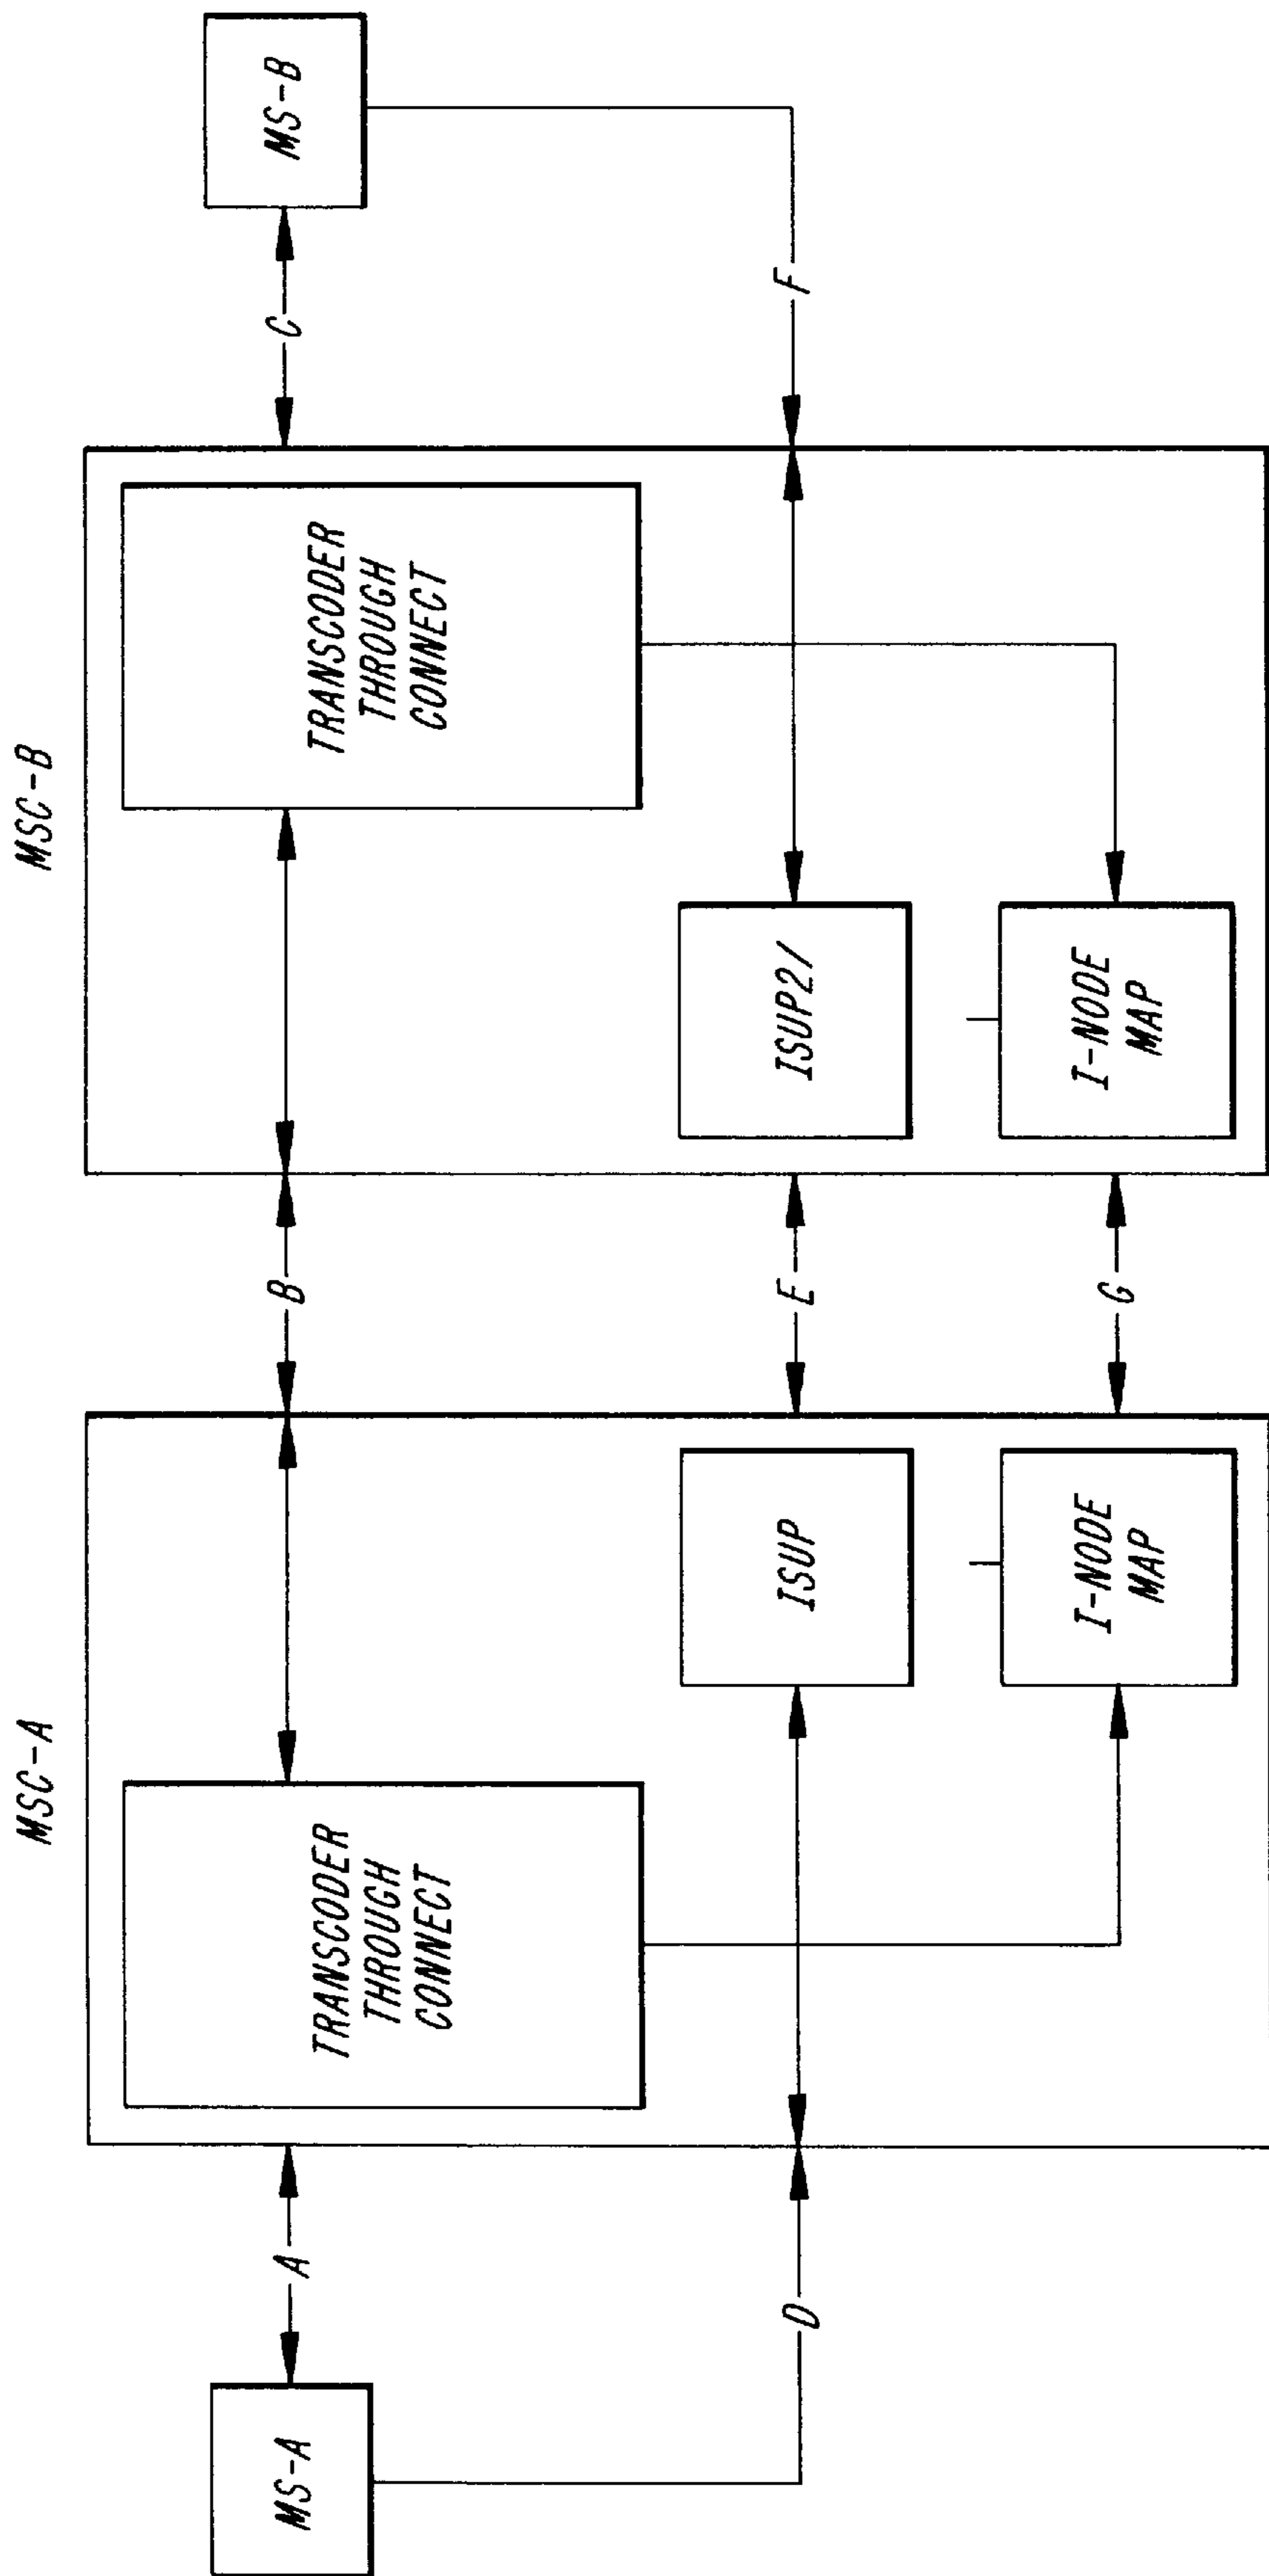 MSC-A
MSC-B
MS-A
A
TRANSCODER
THROUGH
CONNECT
B
TRANSCODER
THROUGH
CONNECT
C
MS-B
D
ISUP
E
ISUP2/
F
I-NODE
MAP
G
I-NODE
MAP